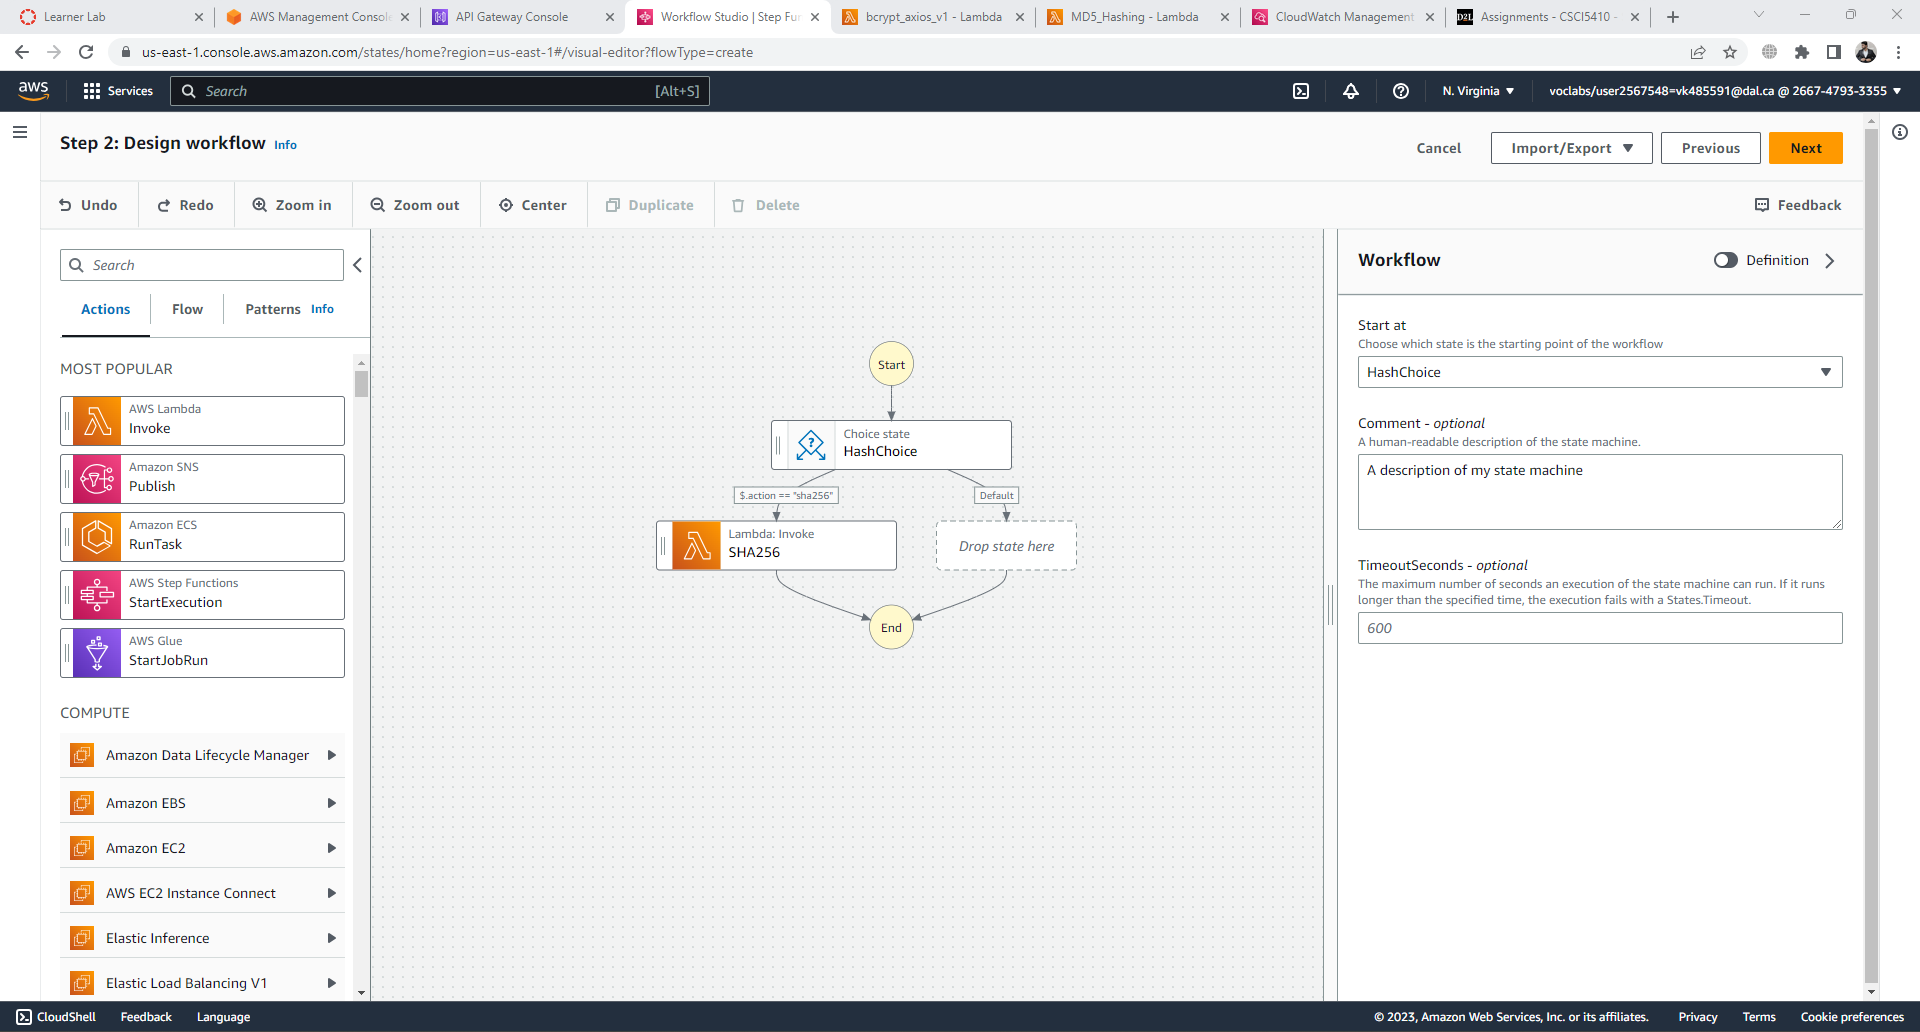 Learner Lab
AWS Management Console
API Gateway Console
Workflow Studio | Step Fur
bcrypt_axios_v1 - Lambda
MD5_Hashing - Lambda
CloudWatch Management
D2L
Assignments - CSCI5410 -
us-east-1.console.aws.amazon.com/states/home?region=us-east-1#/visual-editor?flowType=create
aws
Services
Search
[Alt+S]
N. Virginia
voclabs/user2567548=vk485591@dal.ca @ 2667-4793-3355
Step 2: Design workflow
Info
Cancel
Import/Export
Previous
Next
Undo
Redo
Zoom in
Zoom out
Center
Duplicate
Delete
Feedback
Search
Actions
Flow
Patterns
Info
MOST POPULAR
AWS Lambda
Invoke
Amazon SNS
Publish
Amazon ECS
RunTask
AWS Step Functions
StartExecution
AWS Glue
StartJobRun
COMPUTE
Amazon Data Lifecycle Manager
Amazon EBS
Amazon EC2
AWS EC2 Instance Connect
Elastic Inference
Elastic Load Balancing V1
Start
Choice state
HashChoice
$.action == "sha256"
Default
Lambda: Invoke
SHA256
Drop state here
End
Workflow
Definition
Start at
Choose which state is the starting point of the workflow
HashChoice
Comment - optional
A human-readable description of the state machine.
A description of my state machine
TimeoutSeconds - optional
The maximum number of seconds an execution of the state machine can run. If it runs
longer than the specified time, the execution fails with a States.Timeout.
600
CloudShell
Feedback
Language
© 2023, Amazon Web Services, Inc. or its affiliates.
Privacy
Terms
Cookie preferences